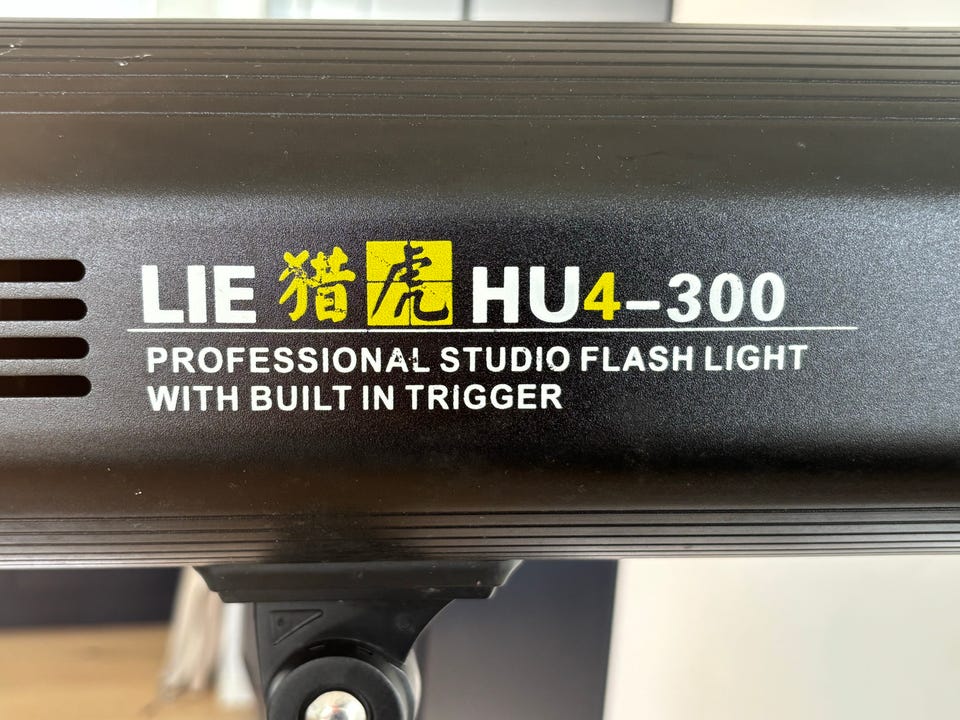 LIE 猎虎 HU4-300
PROFESSIONAL STUDIO FLASH LIGHT
WITH BUILT IN TRIGGER